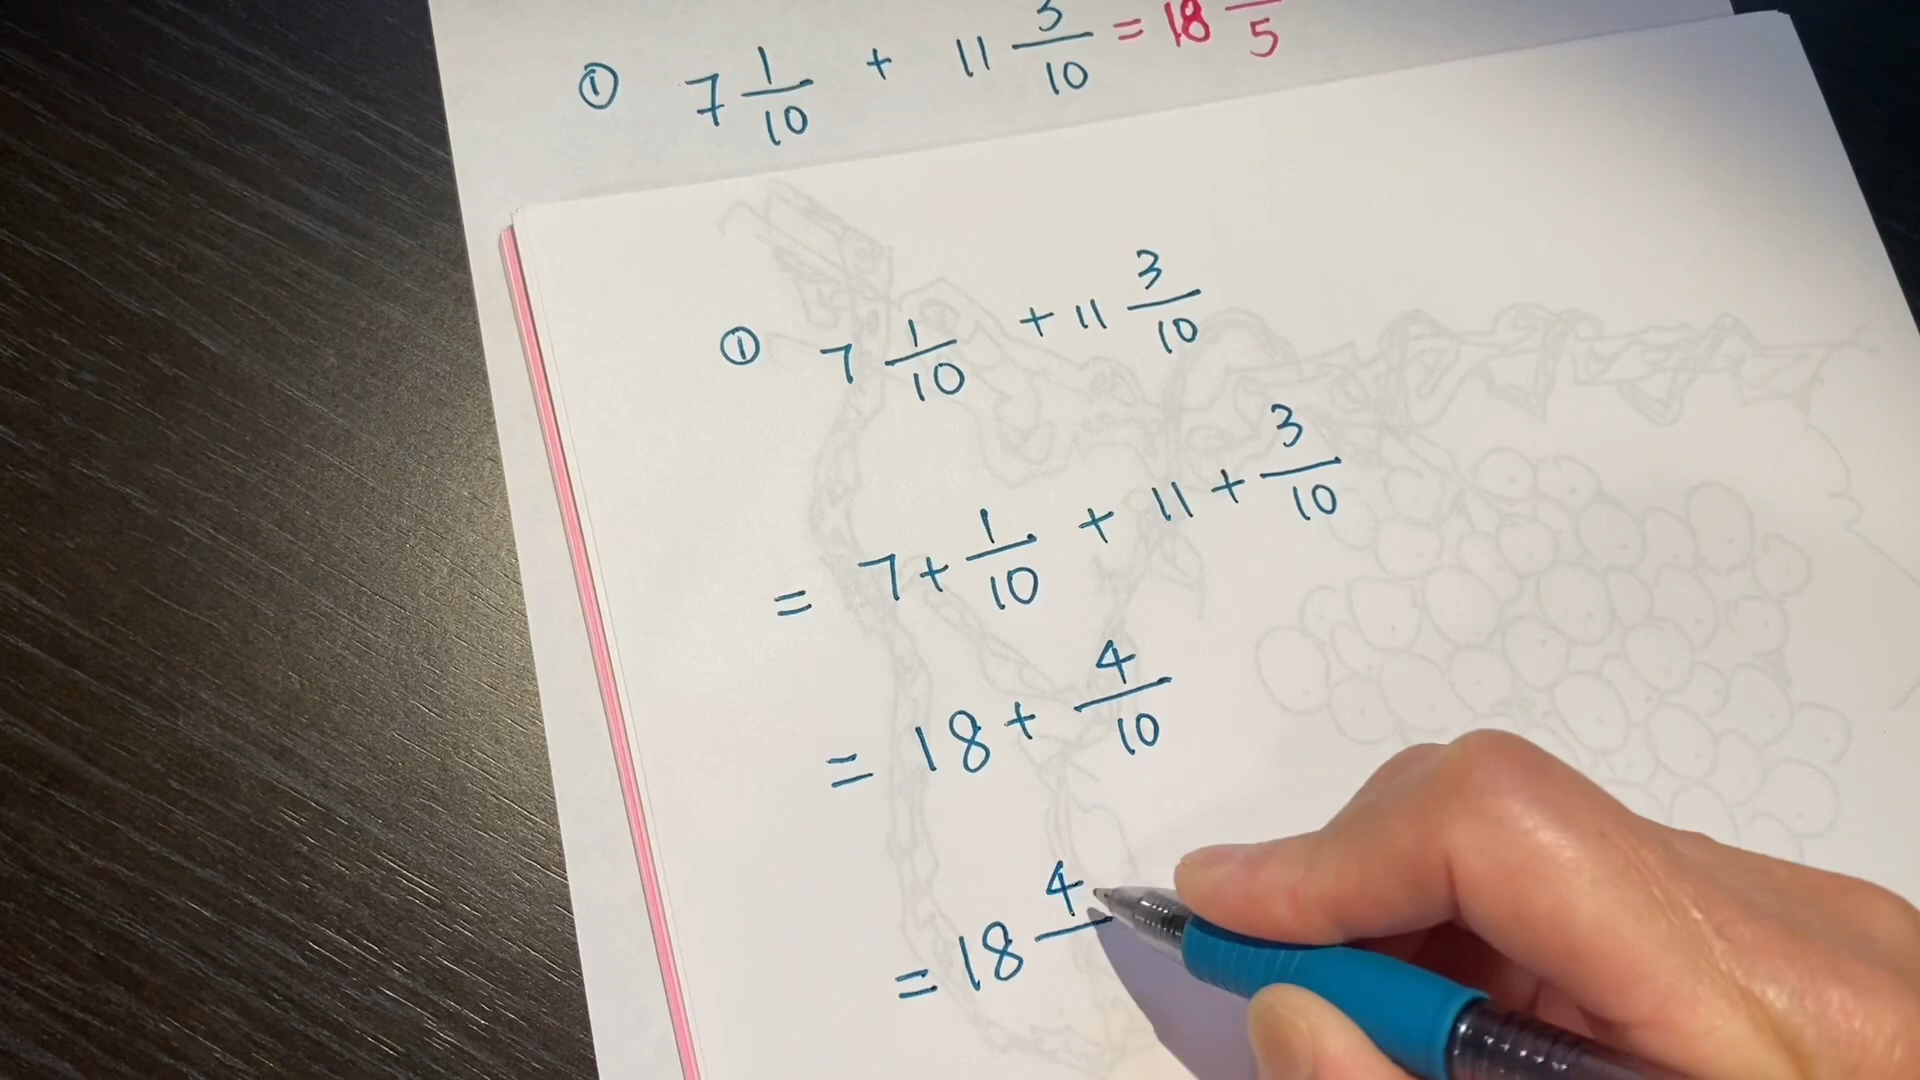 ① 7 1/10 + 11 3/10 = 18 /5
① 7 1/10 + 11 3/10
= 7 + 1/10 + 11 + 3/10
= 18 + 4/10
= 18 4/